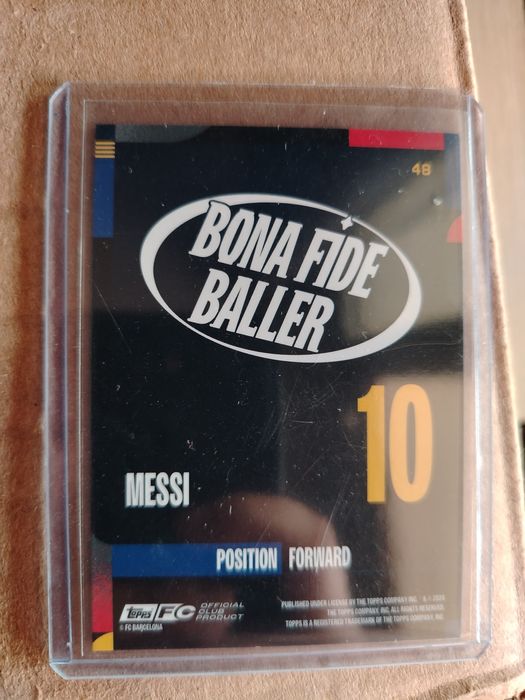 48
BONA FIDE
BALLER
10
MESSI
POSITION FORWARD
TOPPS FC OFFICIAL
CLUB
PRODUCT
© FC BARCELONA
PUBLISHED UNDER LICENSE BY THE TOPPS COMPANY INC. & © 2024
THE TOPPS COMPANY, INC. ALL RIGHTS RESERVED.
TOPPS IS A REGISTERED TRADEMARK OF THE TOPPS COMPANY, INC.